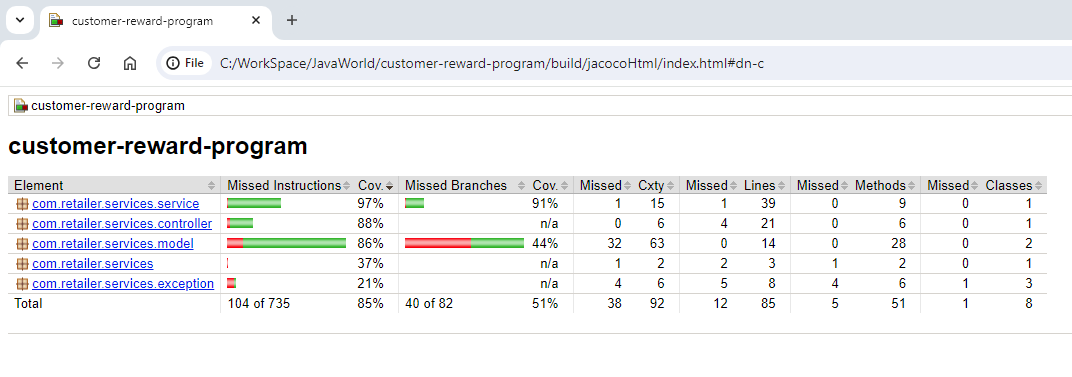 customer-reward-program
File C:/WorkSpace/JavaWorld/customer-reward-program/build/jacocoHtml/index.html#dn-c
customer-reward-program
customer-reward-program
Element Missed Instructions Cov. Missed Branches Cov. Missed Cxty Missed Lines Missed Methods Missed Classes
com.retailer.services.service 97% 91% 1 15 1 39 0 9 0 1
com.retailer.services.controller 88% n/a 0 6 4 21 0 6 0 1
com.retailer.services.model 86% 44% 32 63 0 14 0 28 0 2
com.retailer.services 37% n/a 1 2 2 3 1 2 0 1
com.retailer.services.exception 21% n/a 4 6 5 8 4 6 1 3
Total 104 of 735 85% 40 of 82 51% 38 92 12 85 5 51 1 8